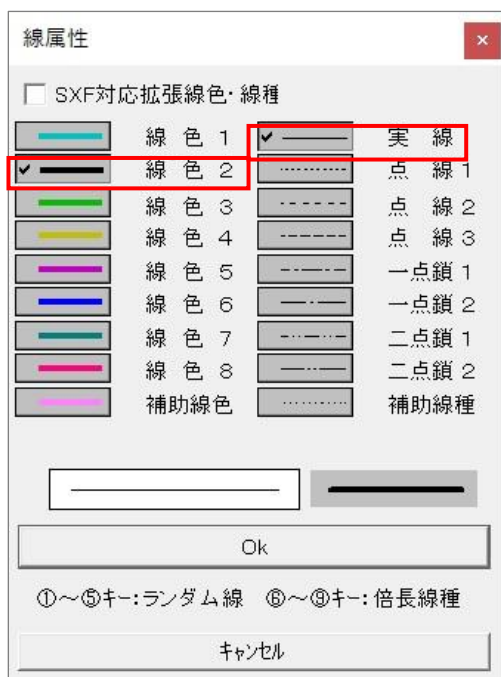 線属性
SXF対応拡張線色・線種
線 色 1 実 線
線 色 2 点 線 1
線 色 3 点 線 2
線 色 4 点 線 3
線 色 5 一点鎖 1
線 色 6 一点鎖 2
線 色 7 二点鎖 1
線 色 8 二点鎖 2
補助線色 補助線種
Ok
①～⑤キー:ランダム線 ⑥～⑨キー:倍長線種
キャンセル